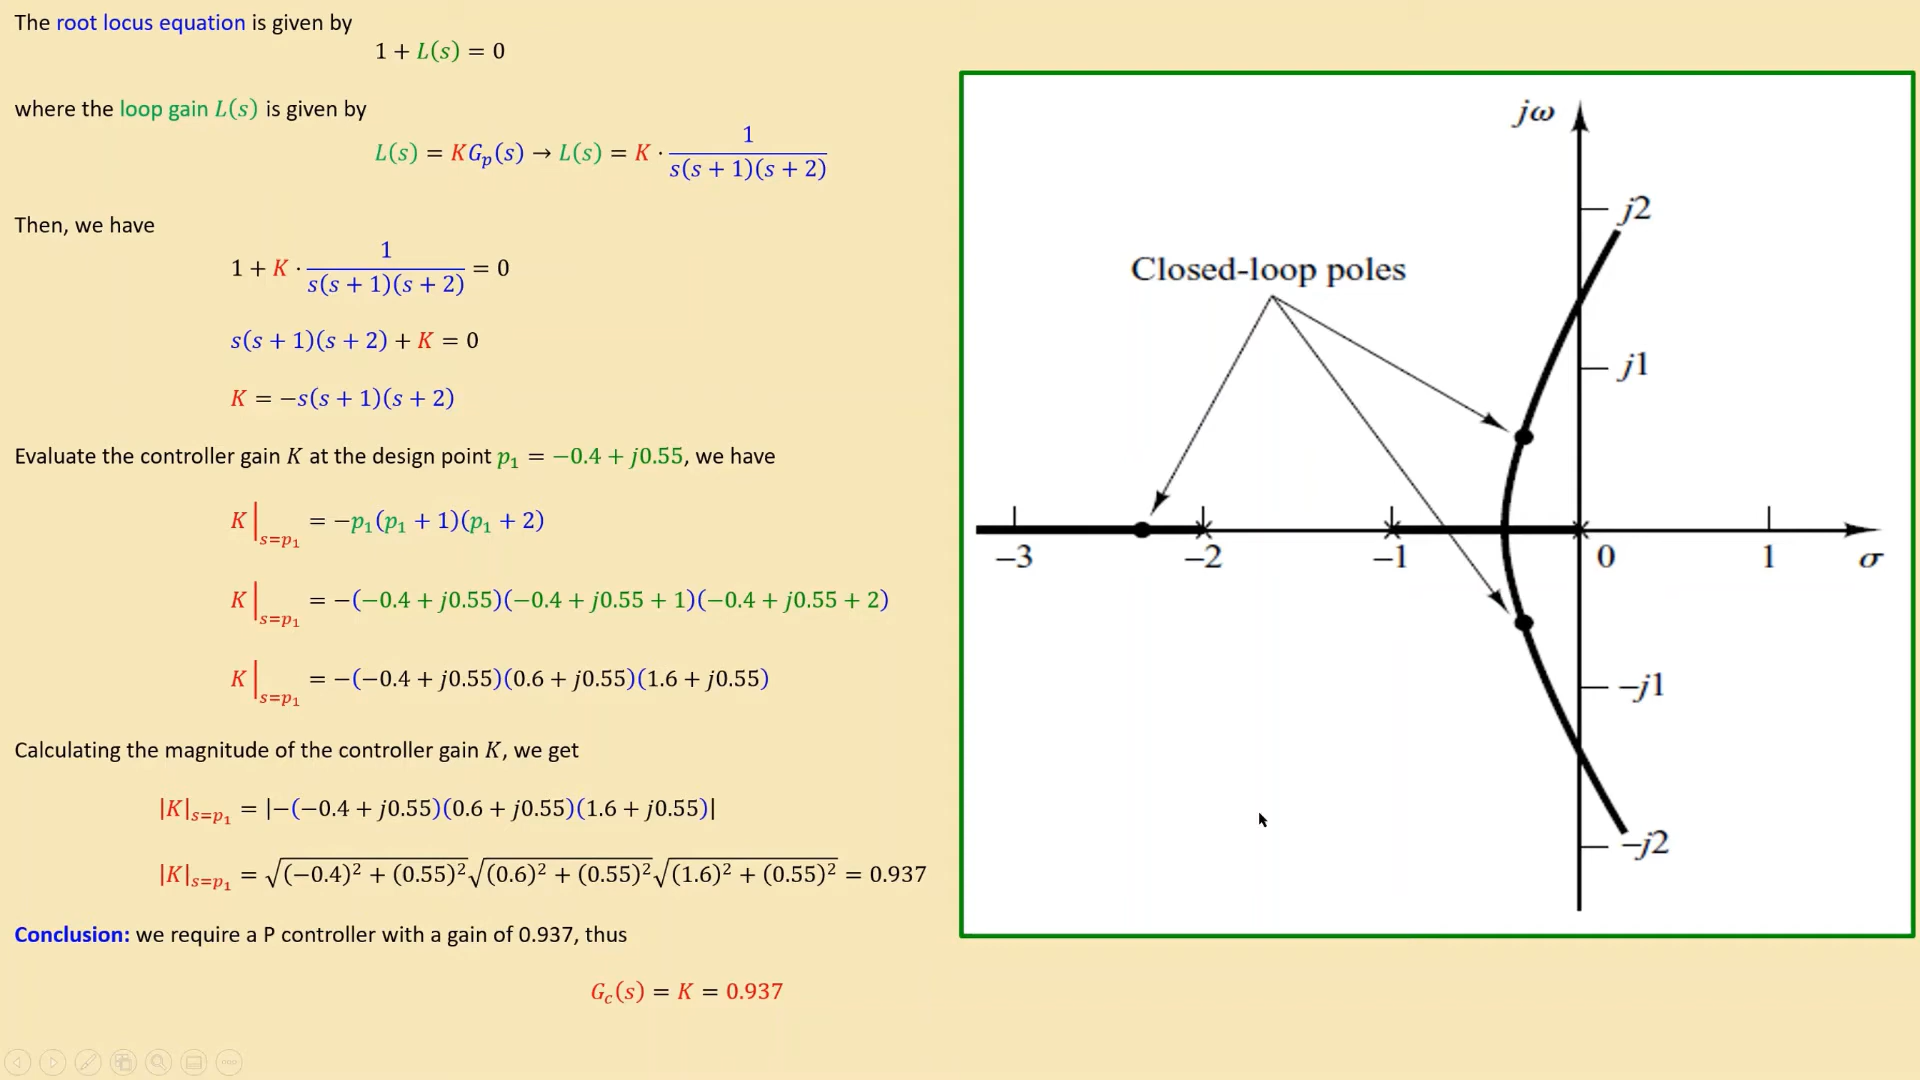 The root locus equation is given by
1 + L(s) = 0
where the loop gain L(s) is given by
L(s) = KGₚ(s) → L(s) = K · 1 / s(s + 1)(s + 2)
Then, we have
1 + K · 1 / s(s + 1)(s + 2) = 0
s(s + 1)(s + 2) + K = 0
K = −s(s + 1)(s + 2)
Evaluate the controller gain K at the design point p₁ = −0.4 + j0.55, we have
K|s=p₁ = −p₁(p₁ + 1)(p₁ + 2)
K|s=p₁ = −(−0.4 + j0.55)(−0.4 + j0.55 + 1)(−0.4 + j0.55 + 2)
K|s=p₁ = −(−0.4 + j0.55)(0.6 + j0.55)(1.6 + j0.55)
Calculating the magnitude of the controller gain K, we get
|K|s=p₁ = |−(−0.4 + j0.55)(0.6 + j0.55)(1.6 + j0.55)|
|K|s=p₁ = √(−0.4)² + (0.55)² √(0.6)² + (0.55)² √(1.6)² + (0.55)² = 0.937
Conclusion: we require a P controller with a gain of 0.937, thus
G꜀(s) = K = 0.937
jω
j2
Closed-loop poles
j1
−3 −2 −1 0 1 σ
−j1
−j2